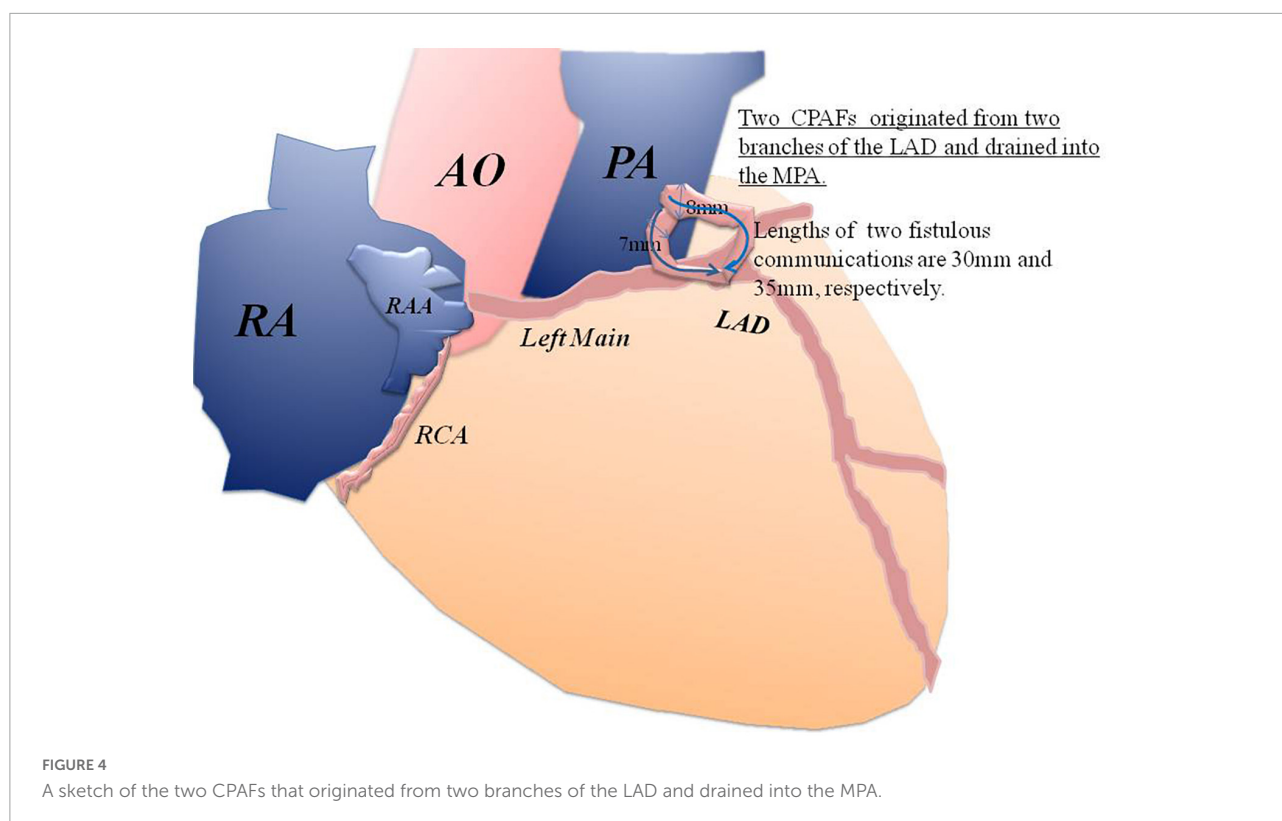 AO
PA
Two CPAFs originated from two
branches of the LAD and drained into
the MPA.
8mm
7mm
Lengths of two fistulous
communications are 30mm and
35mm, respectively.
RA
RAA
Left Main
LAD
RCA
FIGURE 4
A sketch of the two CPAFs that originated from two branches of the LAD and drained into the MPA.